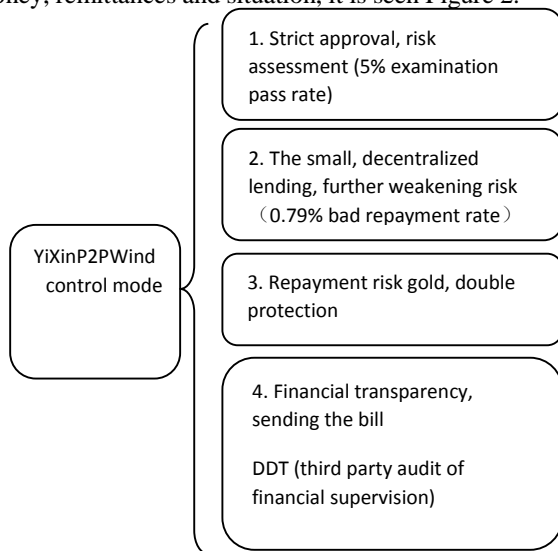 oney, remittances and situation, it is seen Figure 2.
1. Strict approval, risk
assessment (5% examination
pass rate)
2. The small, decentralized
lending, further weakening risk
（0.79% bad repayment rate）
YiXinP2PWind
control mode
3. Repayment risk gold, double
protection
4. Financial transparency,
sending the bill
DDT (third party audit of
financial supervision)